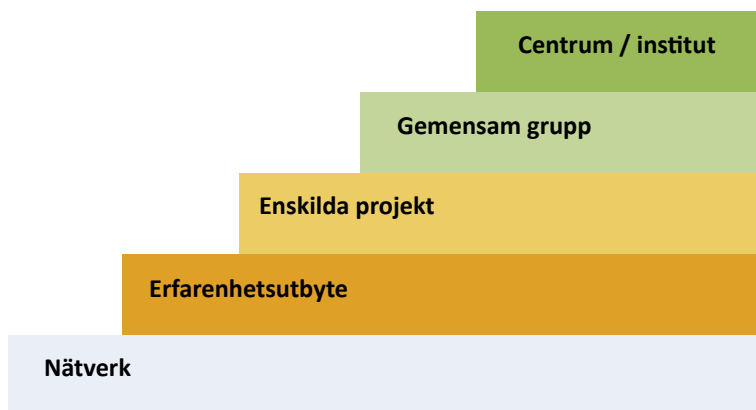 Centrum / institut
Gemensam grupp
Enskilda projekt
Erfarenhetsutbyte
Nätverk